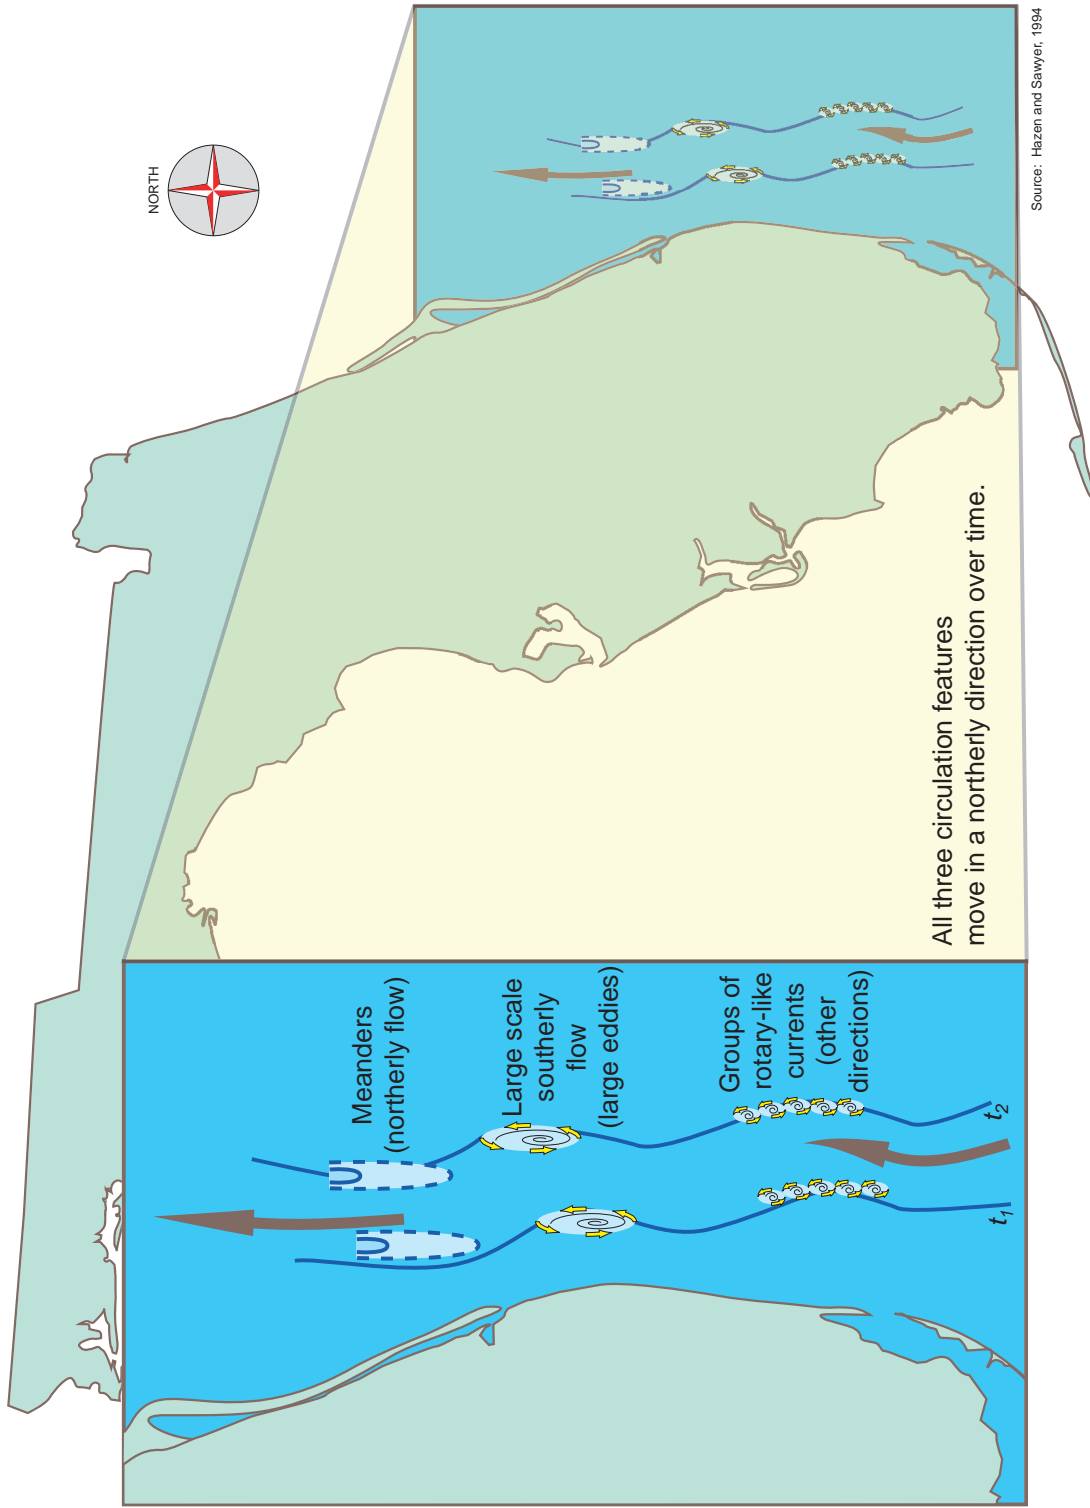 NORTH
Meanders
(northerly flow)
Large scale
southerly
flow
(large eddies)
Groups of
rotary-like
currents
(other
directions)
t1
t2
All three circulation features
move in a northerly direction over time.
Source: Hazen and Sawyer, 1994